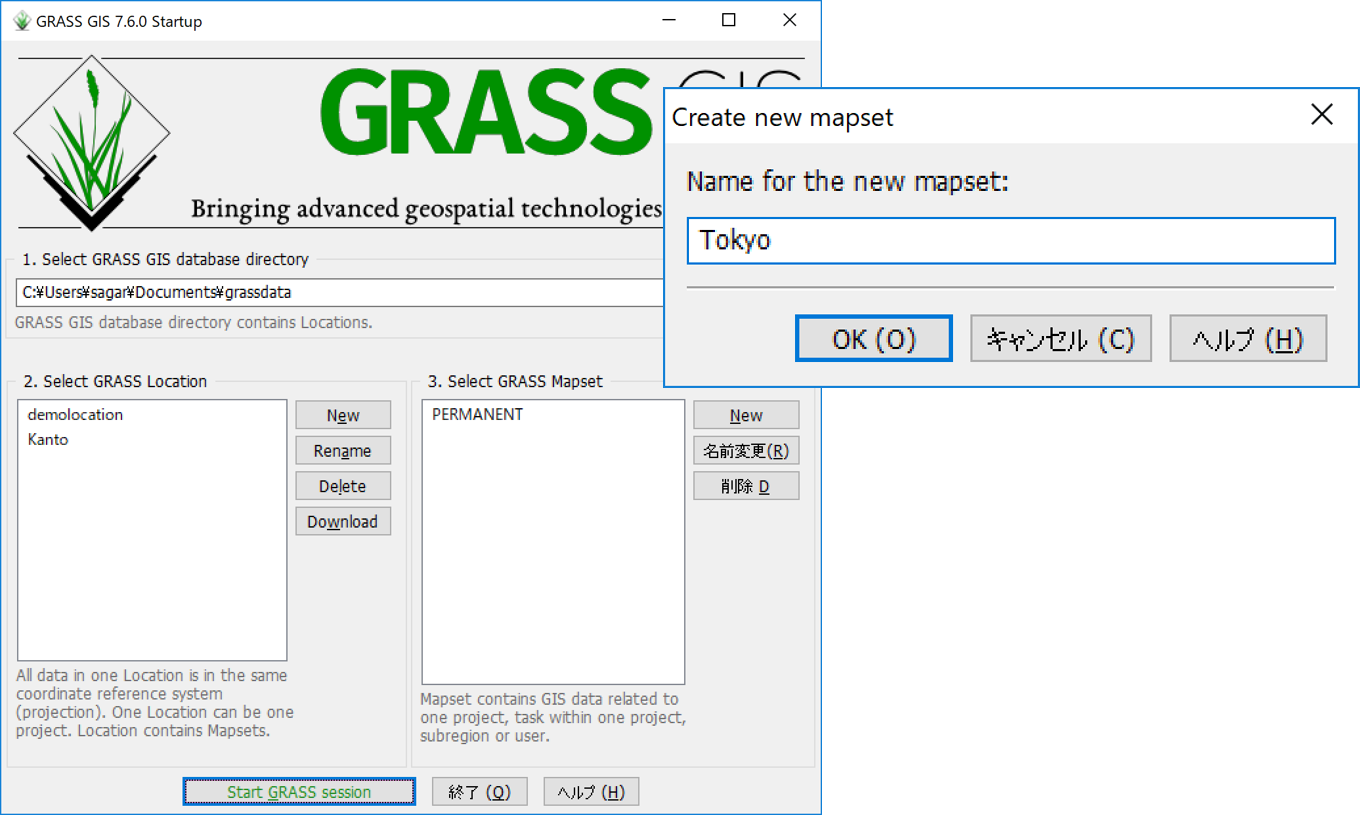 GRASS GIS 7.6.0 Startup
GRASS GIS
Bringing advanced geospatial technologies
1. Select GRASS GIS database directory
C:¥Users¥sagar¥Documents¥grassdata
GRASS GIS database directory contains Locations.
2. Select GRASS Location
demolocation
Kanto
New
Rename
Delete
Download
All data in one Location is in the same
coordinate reference system
(projection). One Location can be one
project. Location contains Mapsets.
3. Select GRASS Mapset
PERMANENT
New
名前変更(R)
削除 D
Mapset contains GIS data related to
one project, task within one project,
subregion or user.
Start GRASS session
終了 (Q)
ヘルプ (H)
Create new mapset
Name for the new mapset:
Tokyo
OK (O)
キャンセル (C)
ヘルプ (H)